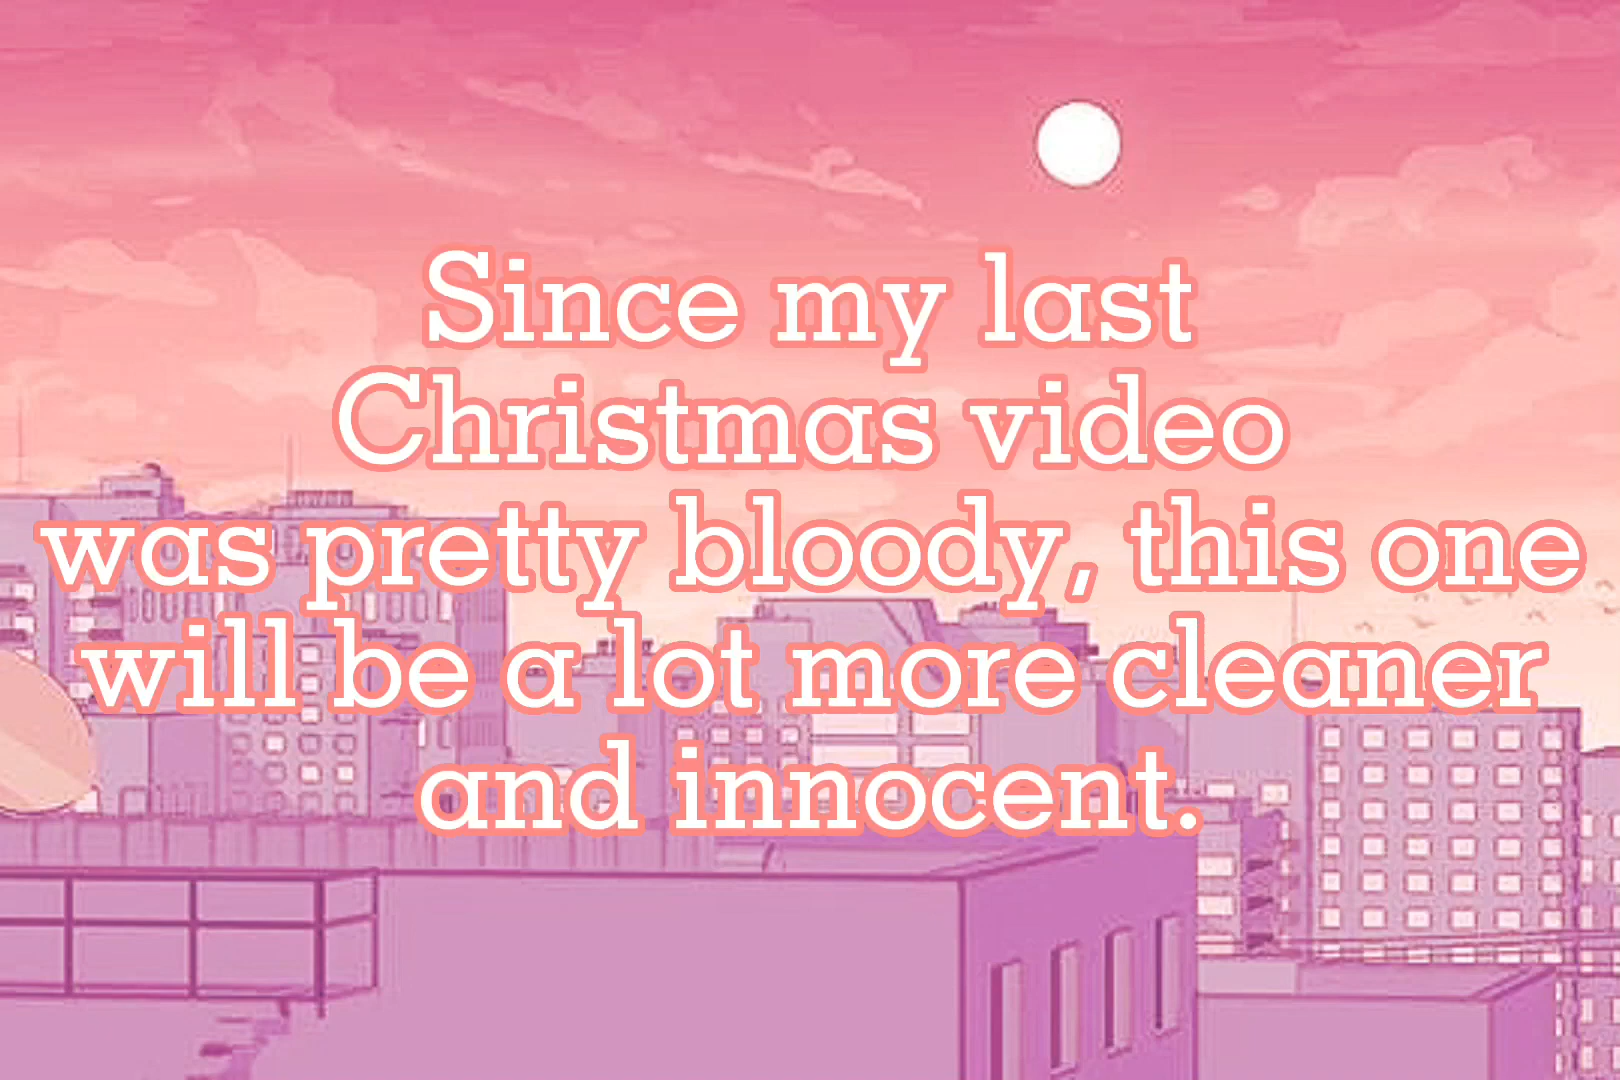 Since my last
Christmas video
was pretty bloody, this one
will be a lot more cleaner
and innocent.